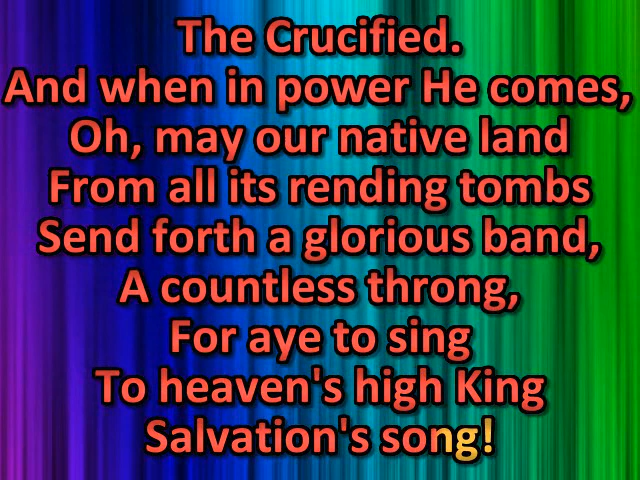 The Crucified.
And when in power He comes,
Oh, may our native land
From all its rending tombs
Send forth a glorious band,
A countless throng,
For aye to sing
To heaven's high King
Salvation's song!